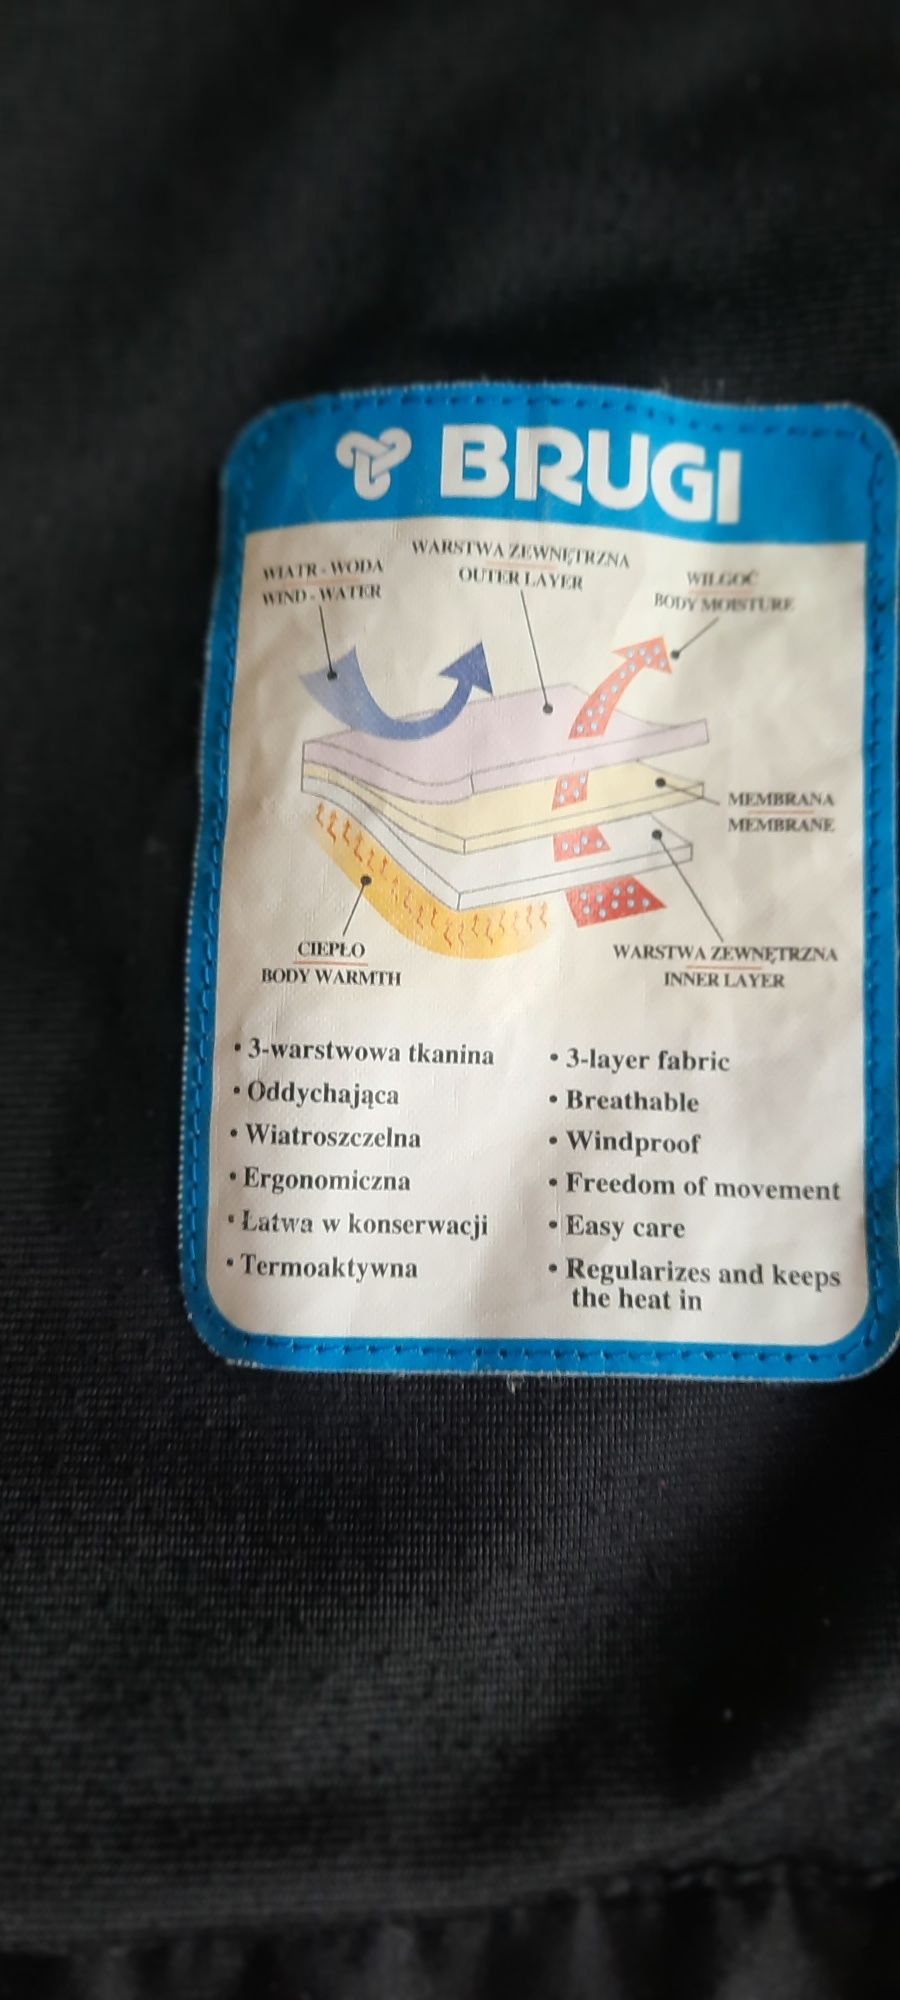 BRUGI
WARSTWA ZEWNĘTRZNA
OUTER LAYER
WIATR - WODA
WIND - WATER
WILGOĆ
BODY MOISTURE
MEMBRANA
MEMBRANE
CIEPŁO
BODY WARMTH
WARSTWA ZEWNĘTRZNA
INNER LAYER
• 3-warstwowa tkanina
• Oddychająca
• Wiatroszczelna
• Ergonomiczna
• Łatwa w konserwacji
• Termoaktywna
• 3-layer fabric
• Breathable
• Windproof
• Freedom of movement
• Easy care
• Regularizes and keeps
the heat in